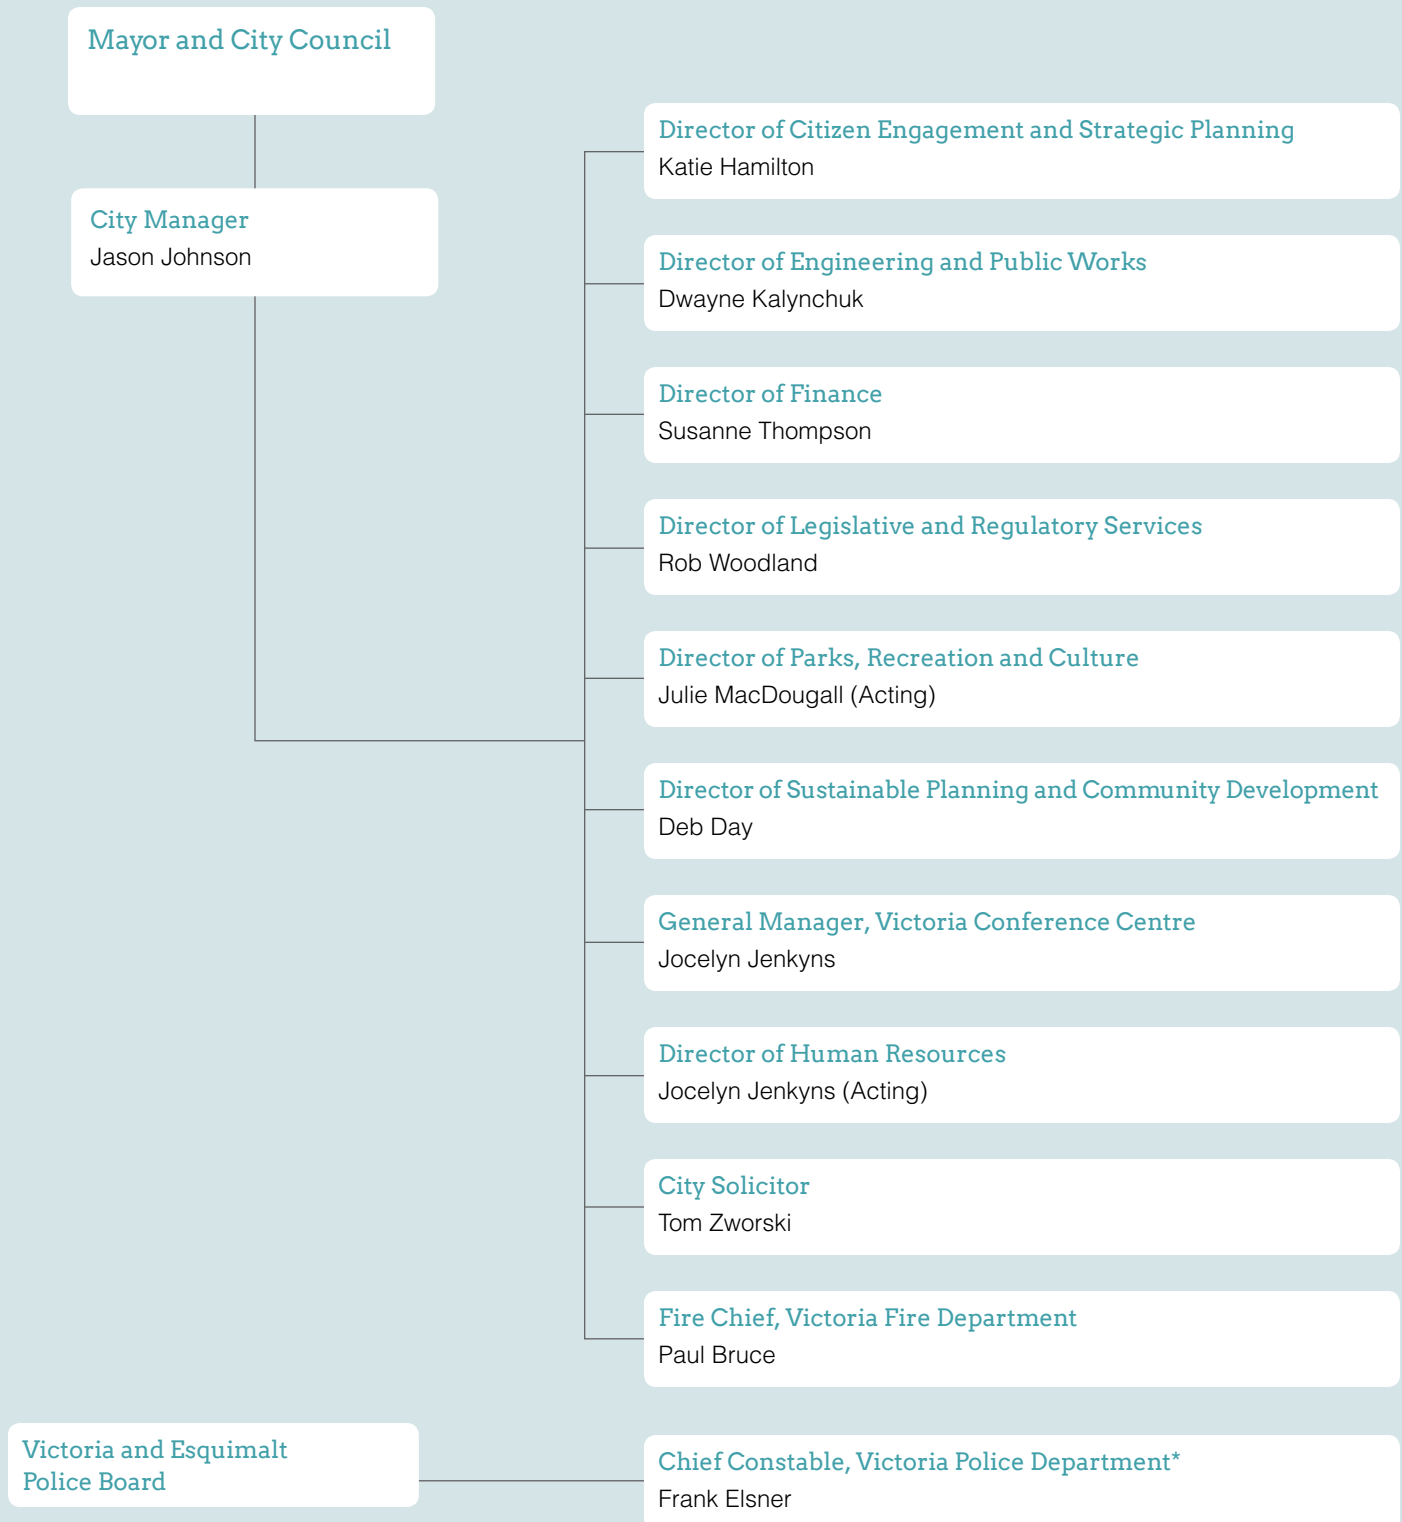 Mayor and City Council
City Manager
Jason Johnson
Director of Citizen Engagement and Strategic Planning
Katie Hamilton
Director of Engineering and Public Works
Dwayne Kalynchuk
Director of Finance
Susanne Thompson
Director of Legislative and Regulatory Services
Rob Woodland
Director of Parks, Recreation and Culture
Julie MacDougall (Acting)
Director of Sustainable Planning and Community Development
Deb Day
General Manager, Victoria Conference Centre
Jocelyn Jenkyns
Director of Human Resources
Jocelyn Jenkyns (Acting)
City Solicitor
Tom Zworski
Fire Chief, Victoria Fire Department
Paul Bruce
Victoria and Esquimalt
Police Board
Chief Constable, Victoria Police Department*
Frank Elsner